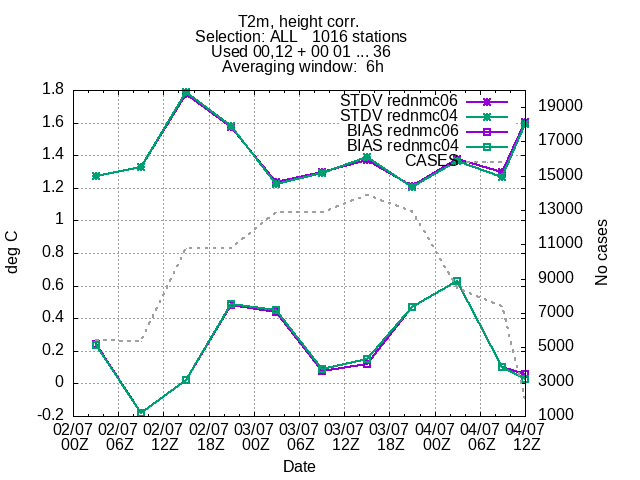 T2m, height corr.
Selection: ALL   1016 stations
Used 00,12 + 00 01 ... 36
Averaging window:  6h
STDV rednmc06
STDV rednmc04
BIAS rednmc06
BIAS rednmc04
CASES
deg C
1.8
1.6
1.4
1.2
1
0.8
0.6
0.4
0.2
0
-0.2
No cases
19000
17000
15000
13000
11000
9000
7000
5000
3000
1000
02/07 02/07 02/07 02/07 03/07 03/07 03/07 03/07 04/07 04/07 04/07
00Z 06Z 12Z 18Z 00Z 06Z 12Z 18Z 00Z 06Z 12Z
Date